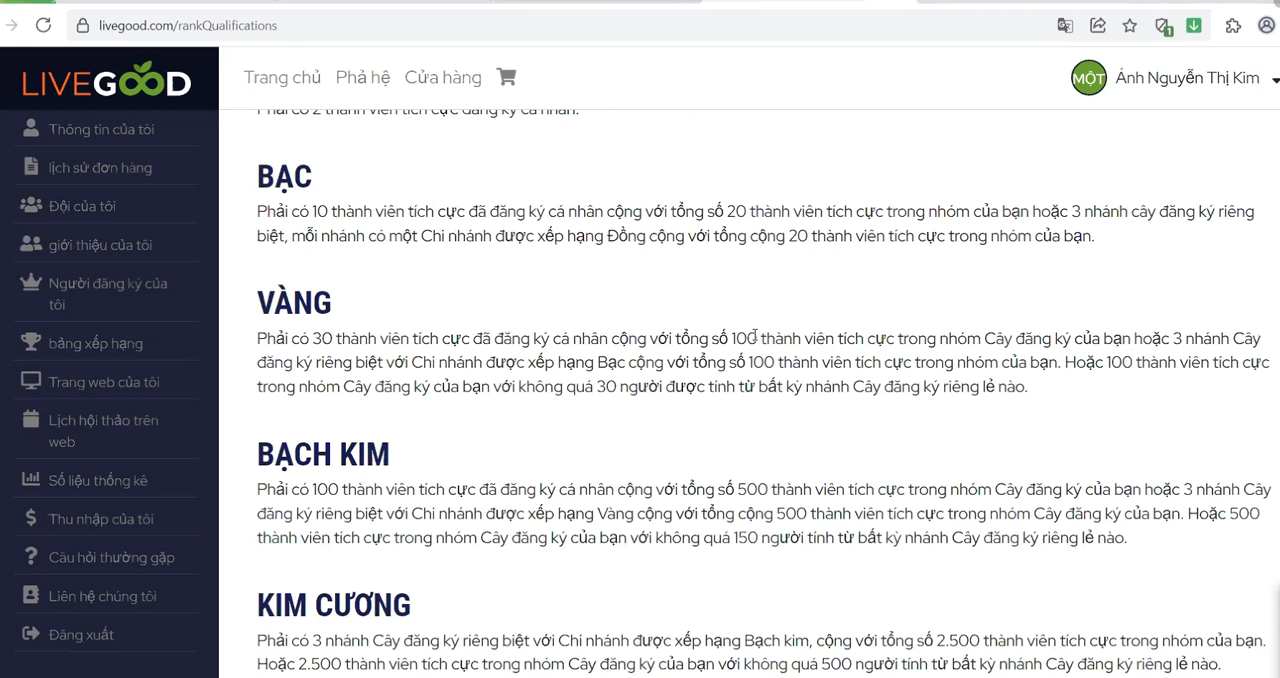 livegood.com/rankQualifications
LIVEGOOD
Trang chủ Phả hệ Cửa hàng
MỘT Ánh Nguyễn Thị Kim
Thông tin của tôi
lịch sử đơn hàng
Đội của tôi
giới thiệu của tôi
Người đăng ký của
tôi
bảng xếp hạng
Trang web của tôi
Lịch hội thảo trên
web
Số liệu thống kê
Thu nhập của tôi
Câu hỏi thường gặp
Liên hệ chúng tôi
Đăng xuất
Phải có 2 thành viên tích cực đăng ký cá nhân.
BẠC
Phải có 10 thành viên tích cực đã đăng ký cá nhân cộng với tổng số 20 thành viên tích cực trong nhóm của bạn hoặc 3 nhánh cây đăng ký riêng
biệt, mỗi nhánh có một Chi nhánh được xếp hạng Đồng cộng với tổng cộng 20 thành viên tích cực trong nhóm của bạn.
VÀNG
Phải có 30 thành viên tích cực đã đăng ký cá nhân cộng với tổng số 100 thành viên tích cực trong nhóm Cây đăng ký của bạn hoặc 3 nhánh Cây
đăng ký riêng biệt với Chi nhánh được xếp hạng Bạc cộng với tổng số 100 thành viên tích cực trong nhóm của bạn. Hoặc 100 thành viên tích cực
trong nhóm Cây đăng ký của bạn với không quá 30 người được tính từ bất kỳ nhánh Cây đăng ký riêng lẻ nào.
BẠCH KIM
Phải có 100 thành viên tích cực đã đăng ký cá nhân cộng với tổng số 500 thành viên tích cực trong nhóm Cây đăng ký của bạn hoặc 3 nhánh Cây
đăng ký riêng biệt với Chi nhánh được xếp hạng Vàng cộng với tổng cộng 500 thành viên tích cực trong nhóm Cây đăng ký của bạn. Hoặc 500
thành viên tích cực trong nhóm Cây đăng ký của bạn với không quá 150 người tính từ bất kỳ nhánh Cây đăng ký riêng lẻ nào.
KIM CƯƠNG
Phải có 3 nhánh Cây đăng ký riêng biệt với Chi nhánh được xếp hạng Bạch kim, cộng với tổng số 2.500 thành viên tích cực trong nhóm của bạn.
Hoặc 2.500 thành viên tích cực trong nhóm Cây đăng ký của bạn với không quá 500 người tính từ bất kỳ nhánh Cây đăng ký riêng lẻ nào.